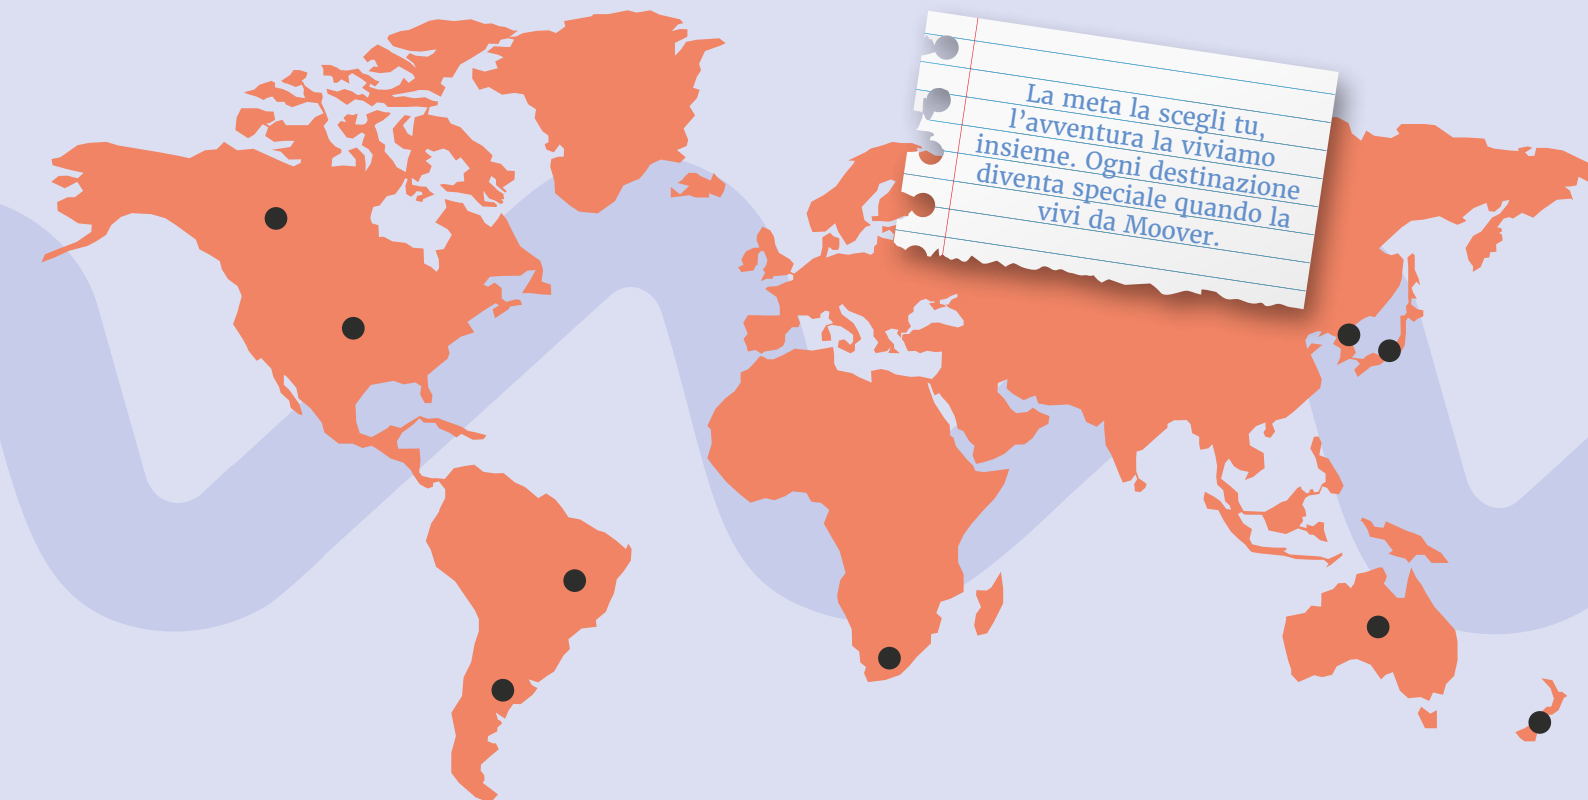 La meta la scegli tu,
l’avventura la viviamo
insieme. Ogni destinazione
diventa speciale quando la
vivi da Moover.